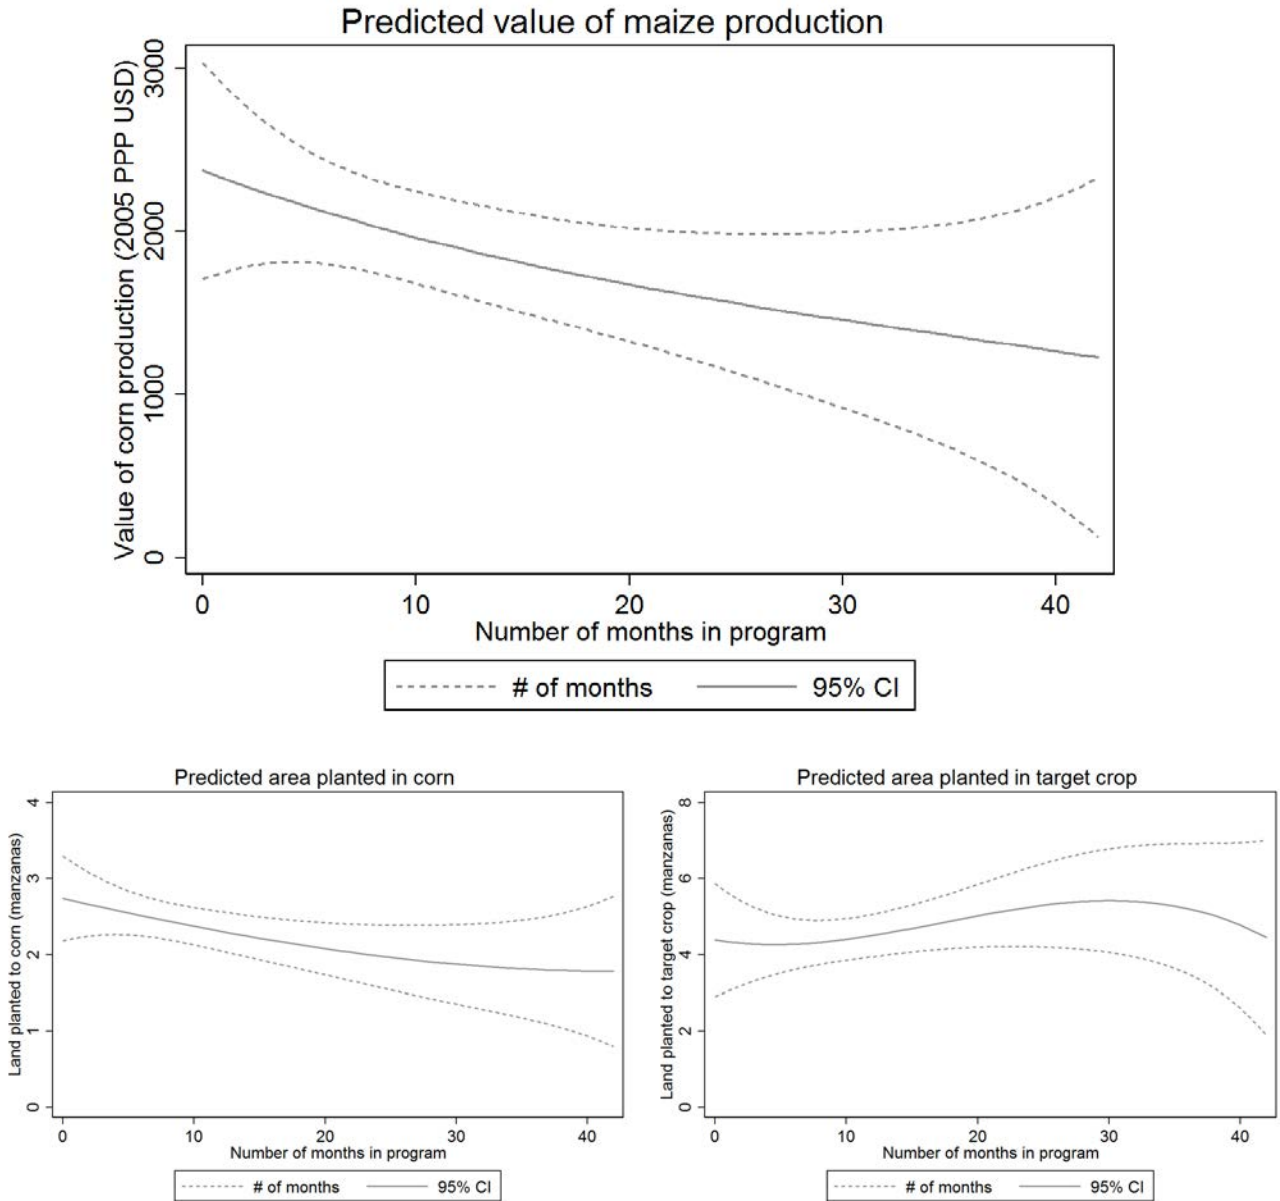 Predicted value of maize production
Value of corn production (2005 PPP USD)
3000
2000
1000
0
0 10 20 30 40
Number of months in program
# of months 95% CI
Predicted area planted in corn
Land planted to corn (manzanas)
4
3
2
1
0
0 10 20 30 40
Number of months in program
# of months 95% CI
Predicted area planted in target crop
Land planted to target crop (manzanas)
8
6
4
2
0
0 10 20 30 40
Number of months in program
# of months 95% CI